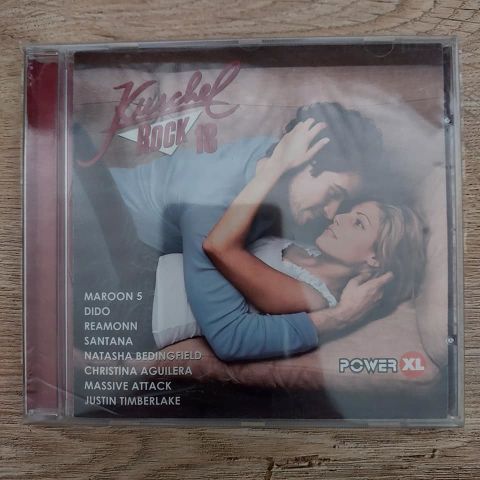 Kuschel
ROCK 18
MAROON 5
DIDO
REAMONN
SANTANA
NATASHA BEDINGFIELD
CHRISTINA AGUILERA
MASSIVE ATTACK
JUSTIN TIMBERLAKE
POWER XL